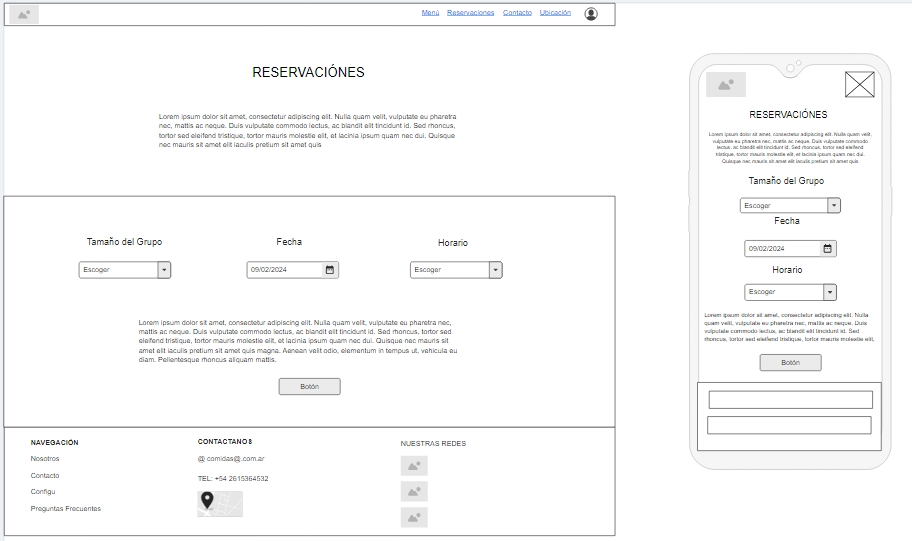 Menú Reservaciones Contacto Ubicación
RESERVACIÓNES
Lorem ipsum dolor sit amet, consectetur adipiscing elit. Nulla quam velit, vulputate eu pharetra
nec, mattis ac neque. Duis vulputate commodo lectus, ac blandit elit tincidunt id. Sed rhoncus,
tortor sed eleifend tristique, tortor mauris molestie elit, et lacinia ipsum quam nec dui. Quisque
nec mauris sit amet elit iaculis pretium sit amet quis
Tamaño del Grupo Fecha Horario
Escoger 09/02/2024 Escoger
Lorem ipsum dolor sit amet, consectetur adipiscing elit. Nulla quam velit, vulputate eu pharetra nec,
mattis ac neque. Duis vulputate commodo lectus, ac blandit elit tincidunt id. Sed rhoncus, tortor sed
eleifend tristique, tortor mauris molestie elit, et lacinia ipsum quam nec dui. Quisque nec mauris sit
amet elit iaculis pretium sit amet quis magna. Aenean velit odio, elementum in tempus ut, vehicula eu
diam. Pellentesque rhoncus aliquam mattis.
Botón
NAVEGACIÓN
Nosotros
Contacto
Configu
Preguntas Frecuentes
CONTACTANOS
@ comidas@.com.ar
TEL: +54 2615364532
NUESTRAS REDES
RESERVACIÓNES
Lorem ipsum dolor sit amet, consectetur adipiscing elit. Nulla quam velit,
vulputate eu pharetra nec, mattis ac neque. Duis vulputate commodo
lectus, ac blandit elit tincidunt id. Sed rhoncus, tortor sed eleifend
tristique, tortor mauris molestie elit, et lacinia ipsum quam nec dui.
Quisque nec mauris sit amet elit iaculis pretium sit amet quis
Tamaño del Grupo
Escoger
Fecha
09/02/2024
Horario
Escoger
Lorem ipsum dolor sit amet, consectetur adipiscing elit. Nulla
quam velit, vulputate eu pharetra nec, mattis ac neque. Duis
vulputate commodo lectus, ac blandit elit tincidunt id. Sed
rhoncus, tortor sed eleifend tristique, tortor mauris molestie elit,
Botón